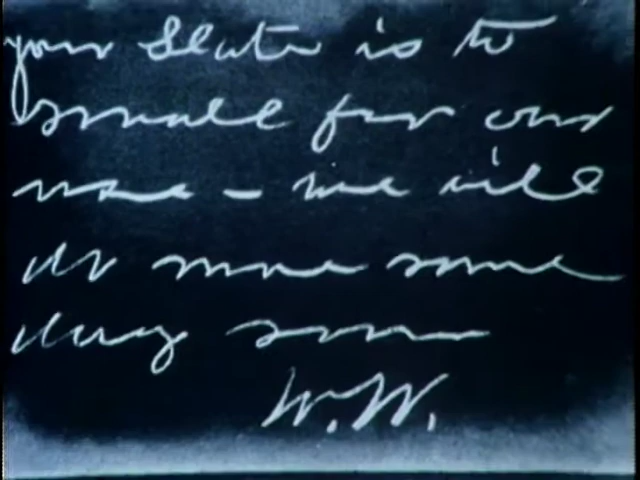 your Slate is to
small for our
use – we will
do more some
day soon
W.W.